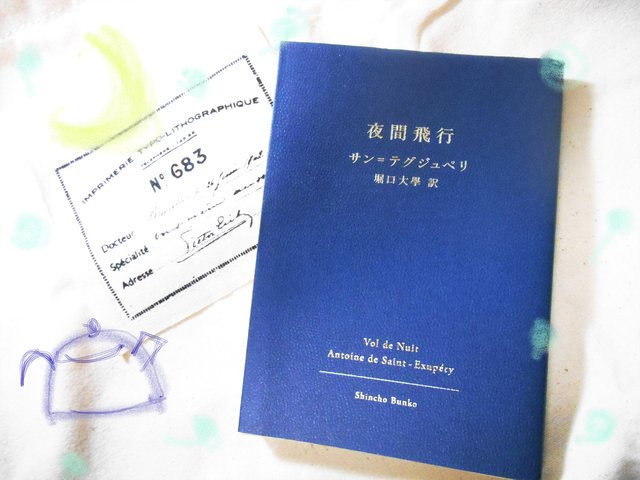 IMPRIMERIE TYPO-LITHOGRAPHIQUE
No 683
Docteur
Spécialité
Adresse
夜間飛行
サン=テグジュペリ
堀口大學 訳
Vol de Nuit
Antoine de Saint-Exupéry
Shincho Bunko